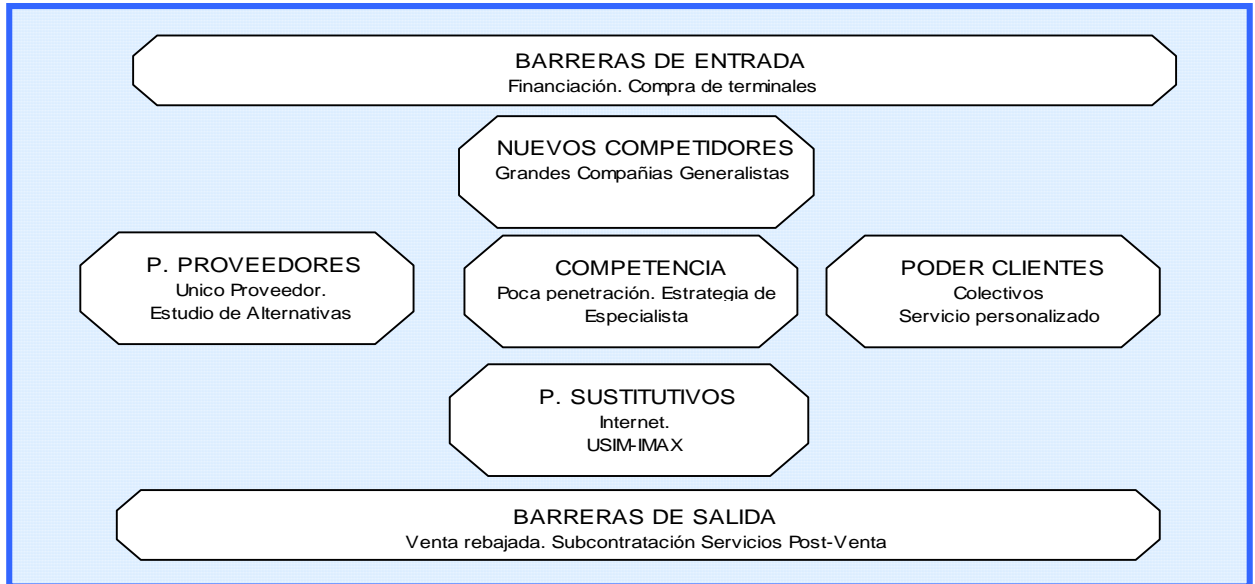 BARRERAS DE ENTRADA
Financiación. Compra de terminales
NUEVOS COMPETIDORES
Grandes Compañias Generalistas
P. PROVEEDORES
Unico Proveedor.
Estudio de Alternativas
COMPETENCIA
Poca penetración. Estrategia de
Especialista
PODER CLIENTES
Colectivos
Servicio personalizado
P. SUSTITUTIVOS
Internet.
USIM-IMAX
BARRERAS DE SALIDA
Venta rebajada. Subcontratación Servicios Post-Venta